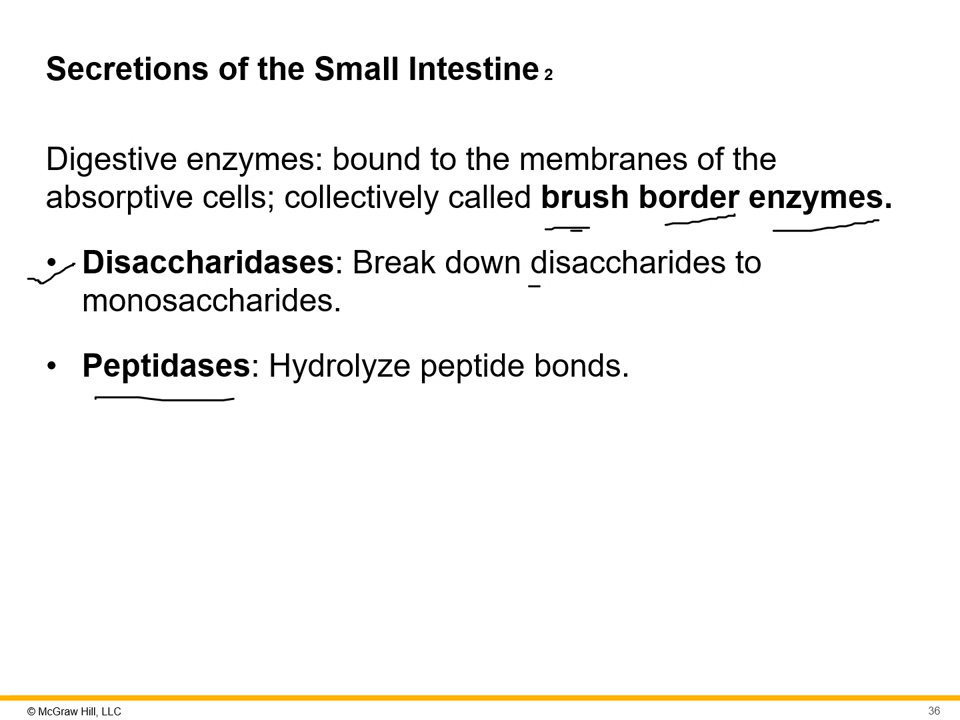 Secretions of the Small Intestine 2
Digestive enzymes: bound to the membranes of the
absorptive cells; collectively called brush border enzymes.
• Disaccharidases: Break down disaccharides to
monosaccharides.
• Peptidases: Hydrolyze peptide bonds.
© McGraw Hill, LLC
36